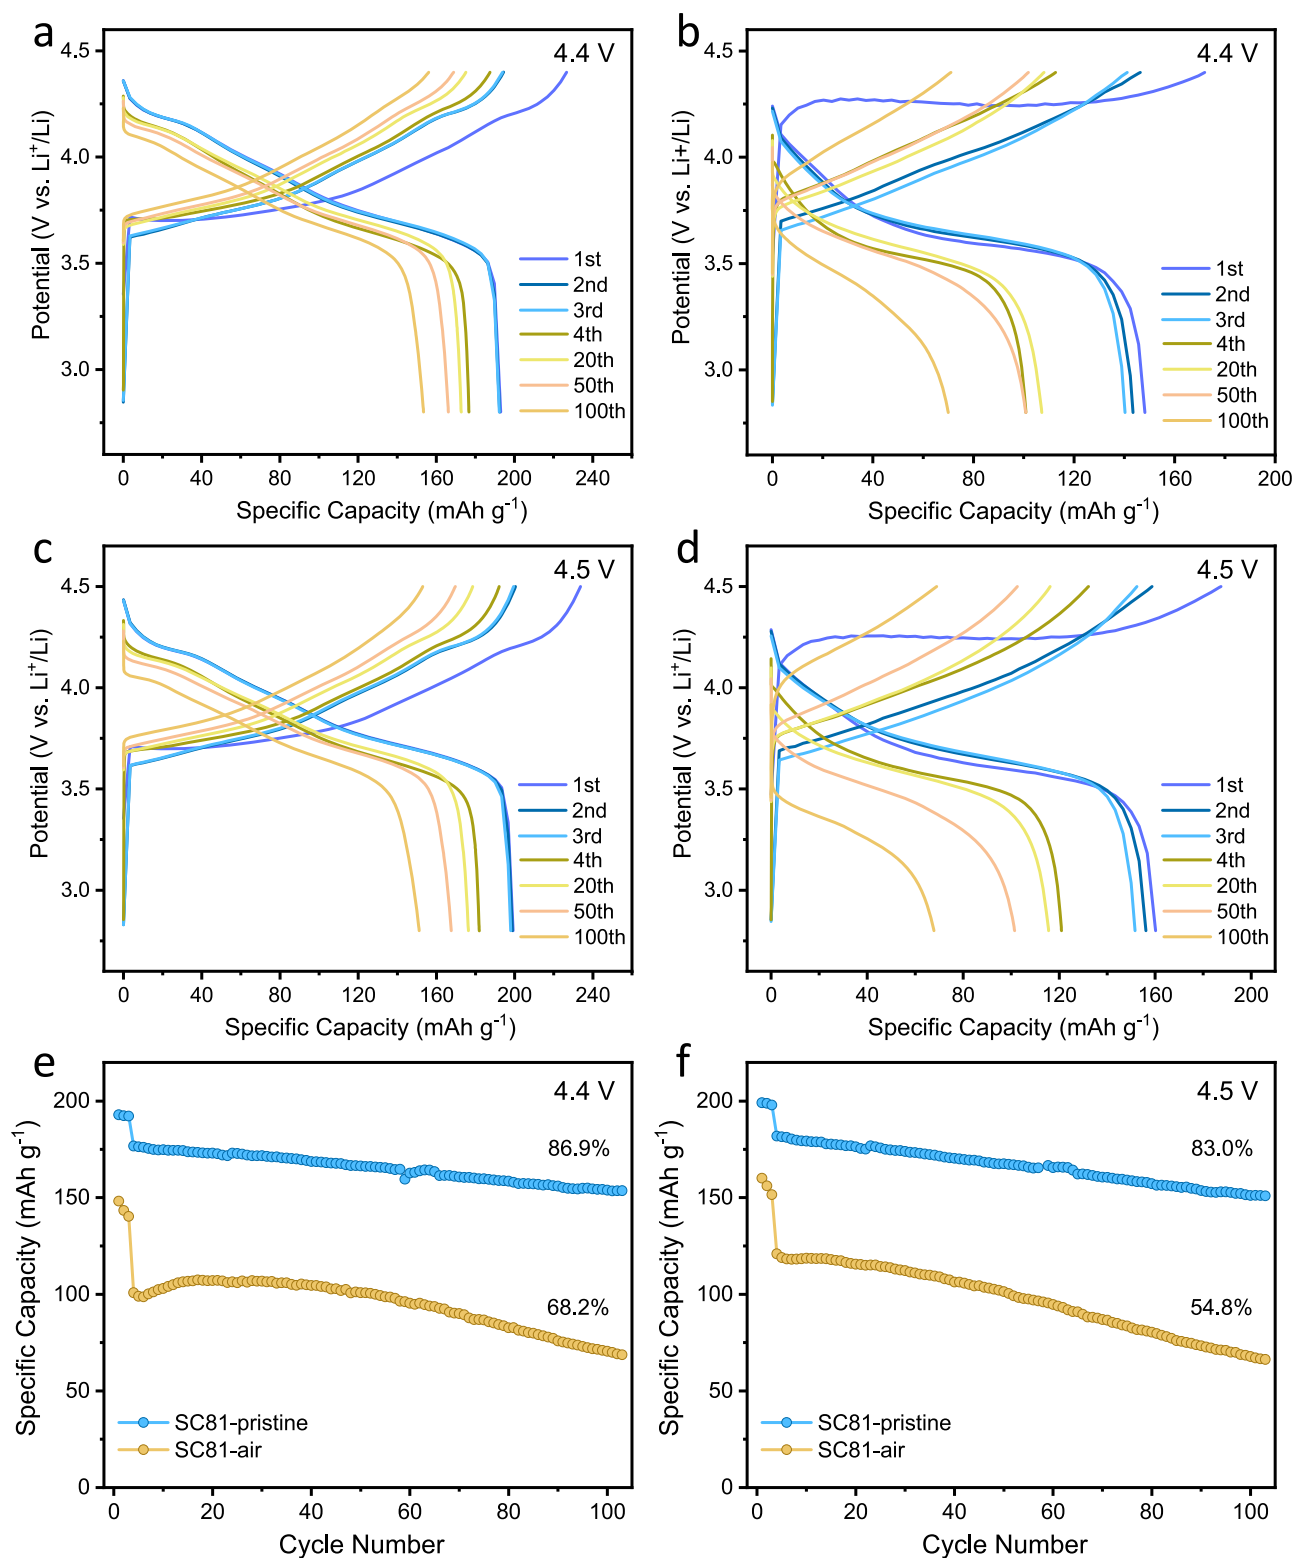 a
4.4 V
4.5
4.0
3.5
3.0
Potential (V vs. Li⁺/Li)
1st
2nd
3rd
4th
20th
50th
100th
0 40 80 120 160 200 240
Specific Capacity (mAh g⁻¹)
b
4.4 V
4.5
4.0
3.5
3.0
Potential (V vs. Li+/Li)
1st
2nd
3rd
4th
20th
50th
100th
0 40 80 120 160 200
Specific Capacity (mAh g⁻¹)
c
4.5 V
4.5
4.0
3.5
3.0
Potential (V vs. Li⁺/Li)
1st
2nd
3rd
4th
20th
50th
100th
0 40 80 120 160 200 240
Specific Capacity (mAh g⁻¹)
d
4.5 V
4.5
4.0
3.5
3.0
Potential (V vs. Li⁺/Li)
1st
2nd
3rd
4th
20th
50th
100th
0 40 80 120 160 200
Specific Capacity (mAh g⁻¹)
e
4.4 V
200
150
100
50
0
Specific Capacity (mAh g⁻¹)
86.9%
68.2%
SC81-pristine
SC81-air
0 20 40 60 80 100
Cycle Number
f
4.5 V
200
150
100
50
0
Specific Capacity (mAh g⁻¹)
83.0%
54.8%
SC81-pristine
SC81-air
0 20 40 60 80 100
Cycle Number